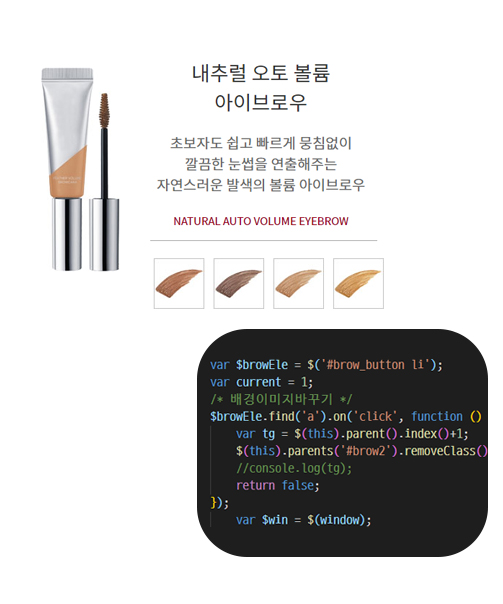 내추럴 오토 볼륨
아이브로우
초보자도 쉽고 빠르게 뭉침없이
깔끔한 눈썹을 연출해주는
자연스러운 발색의 볼륨 아이브로우
NATURAL AUTO VOLUME EYEBROW
var $browEle = $('#brow_button li');
var current = 1;
/* 배경이미지바꾸기 */
$browEle.find('a').on('click', function ()
var tg = $(this).parent().index()+1;
$(this).parents('#brow2').removeClass()
//console.log(tg);
return false;
});
var $win = $(window);